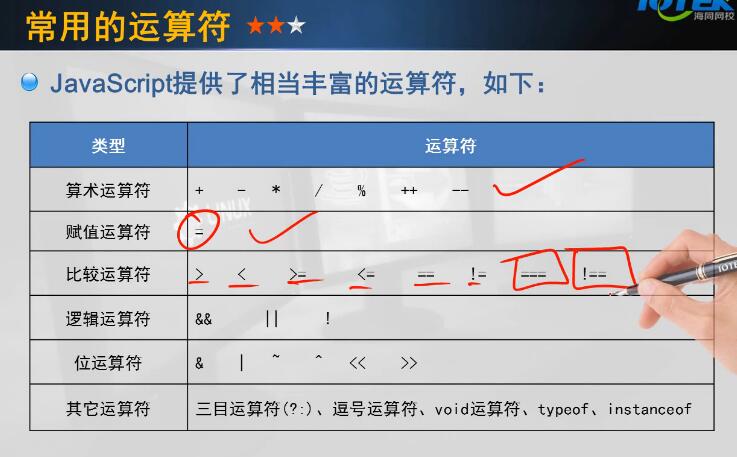 常用的运算符
IOTEK
海同网校
JavaScript提供了相当丰富的运算符，如下：
类型 运算符
算术运算符 + - * / % ++ --
赋值运算符 =
比较运算符 > < >= <= == != === !==
逻辑运算符 && || !
位运算符 & | ~ ^ << >>
其它运算符 三目运算符(?:)、逗号运算符、void运算符、typeof、instanceof
LINUX
IOTEK